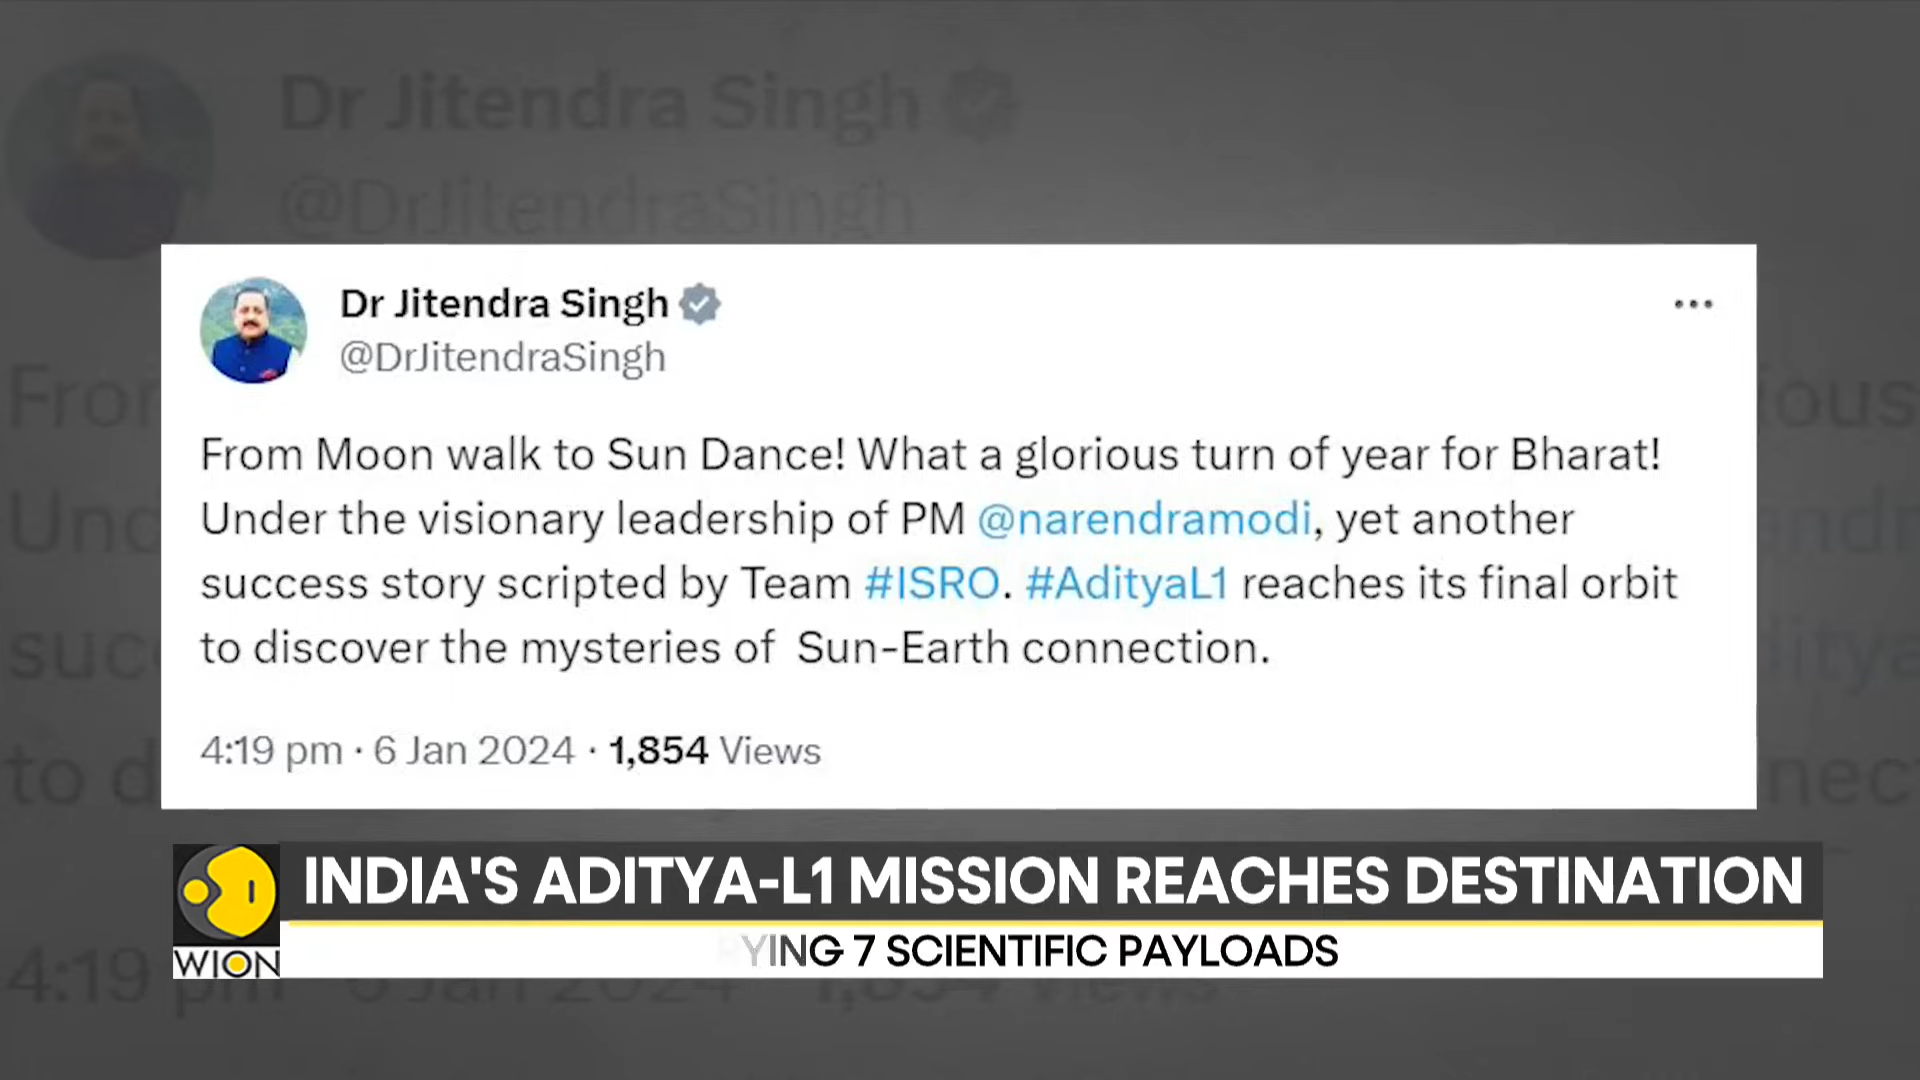 Dr Jitendra Singh
@DrJitendraSingh
From Moon walk to Sun Dance! What a glorious turn of year for Bharat!
Under the visionary leadership of PM @narendramodi, yet another
success story scripted by Team #ISRO. #AdityaL1 reaches its final orbit
to discover the mysteries of Sun-Earth connection.
4:19 pm · 6 Jan 2024 · 1,854 Views
INDIA'S ADITYA-L1 MISSION REACHES DESTINATION
YING 7 SCIENTIFIC PAYLOADS
WION